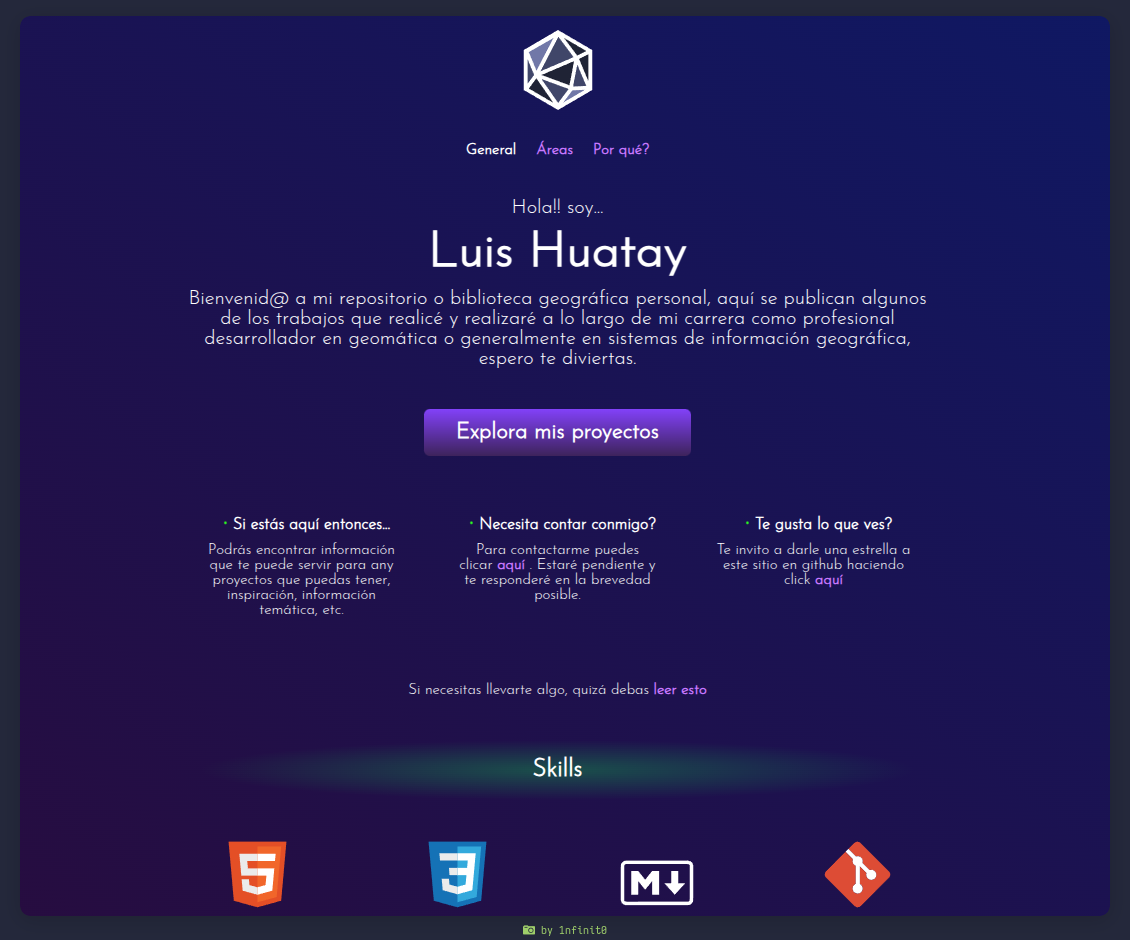 General Áreas Por qué?
Hola!! soy...
Luis Huatay
Bienvenid@ a mi repositorio o biblioteca geográfica personal, aquí se publican algunos
de los trabajos que realicé y realizaré a lo largo de mi carrera como profesional
desarrollador en geomática o generalmente en sistemas de información geográfica,
espero te diviertas.
Explora mis proyectos
· Si estás aquí entonces...
Podrás encontrar información
que te puede servir para any
proyectos que puedas tener,
inspiración, información
temática, etc.
· Necesita contar conmigo?
Para contactarme puedes
clicar aquí . Estaré pendiente y
te responderé en la brevedad
posible.
· Te gusta lo que ves?
Te invito a darle una estrella a
este sitio en github haciendo
click aquí
Si necesitas llevarte algo, quizá debas leer esto
Skills
5
3
M
by 1nfinit0